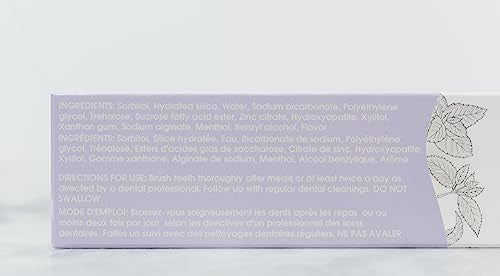 INGREDIENTS: Sorbitol, Hydrated silica, Water, Sodium bicarbonate, Polyethylene
glycol, Trehalose, Sucrose fatty acid ester, Zinc citrate, Hydroxyapatite, Xylitol,
Xanthan gum, Sodium alginate, Menthol, Benzyl alcohol, Flavor
INGRÉDIENTS: Sorbitol, Silice hydratée, Eau, Bicarbonate de sodium, Polyéthylène
glycol, Tréhalose, Esters d'acides gras de saccharose, Citrate de zinc, Hydroxyapatite,
Xylitol, Gomme xanthane, Alginate de sodium, Menthol, Alcool benzylique, Arôme
DIRECTIONS FOR USE: Brush teeth thoroughly after meals or at least twice a day as
directed by a dental professional. Follow up with regular dental cleanings. DO NOT
SWALLOW
MODE D'EMPLOI: Brossez-vous soigneusement les dents après les repas ou au
moins deux fois par jour selon les directives d'un professionnel des soins
dentaires. Faites un suivi avec des nettoyages dentaires réguliers. NE PAS AVALER